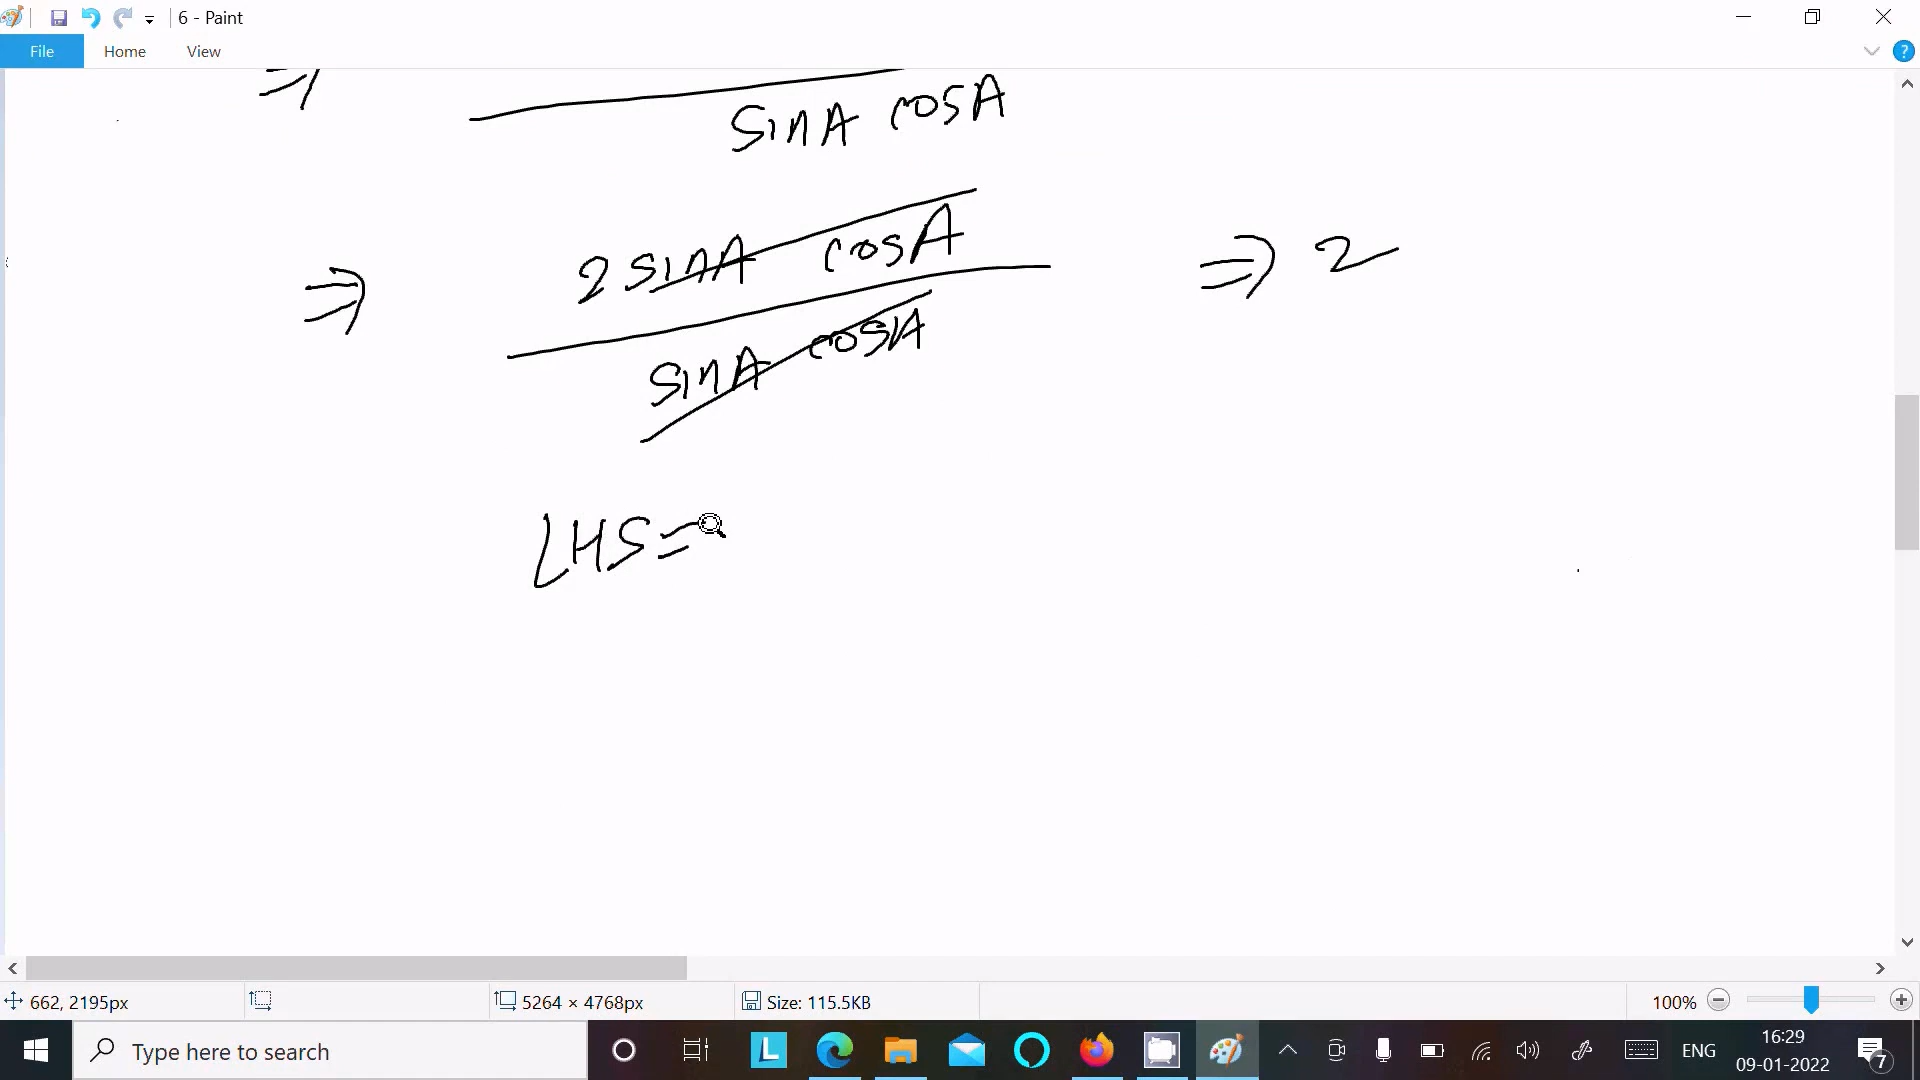 6 - Paint
File Home View
⇒
sinA cosA
⇒ 2 sinA cosA ⇒ 2
sinA cosA
LHS =
662, 2195px 5264 × 4768px Size: 115.5KB 100%
Type here to search L ENG 16:29
09-01-2022 7